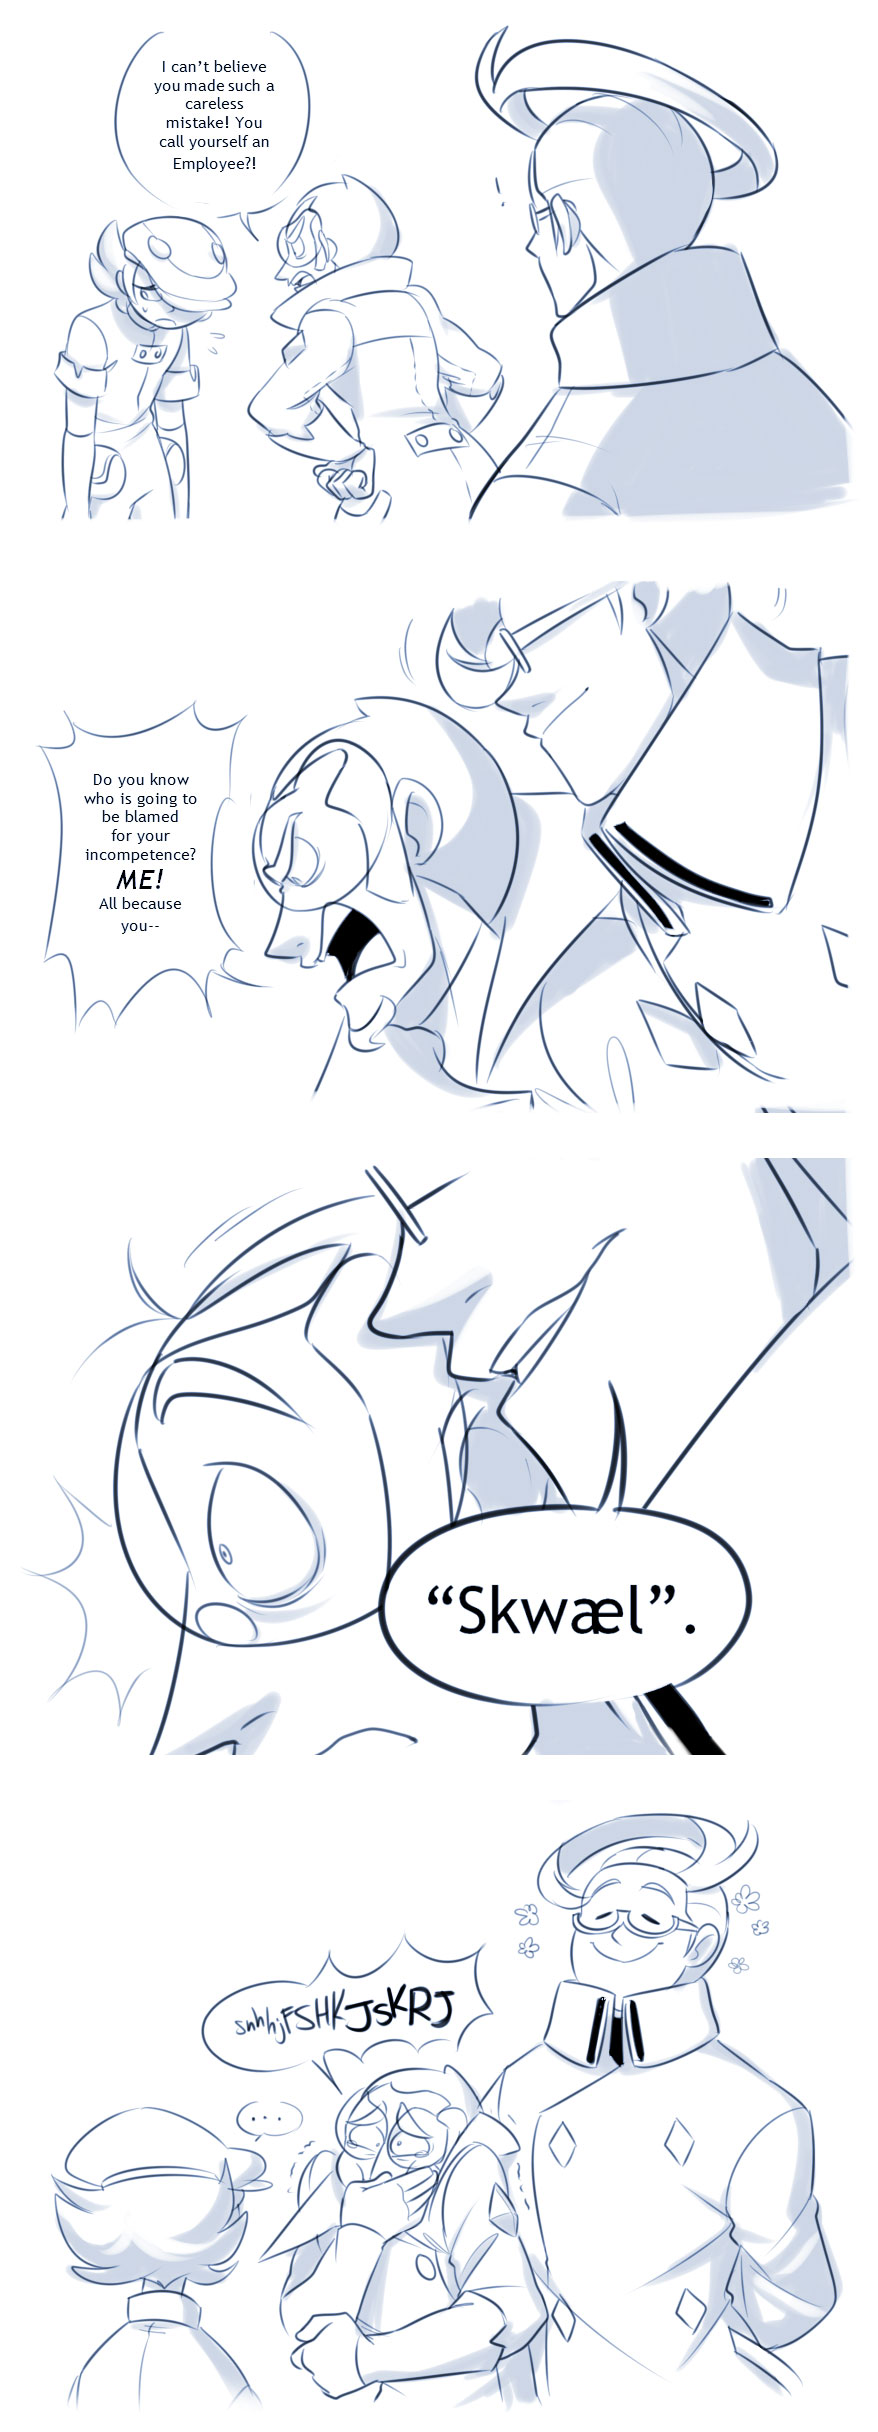 I can't believe
you made such a
careless
mistake! You
call yourself an
Employee?!
!
Do you know
who is going to
be blamed
for your
incompetence?
ME!
All because
you--
“Skwæl”.
snhhjFSHKJsKRJ
...